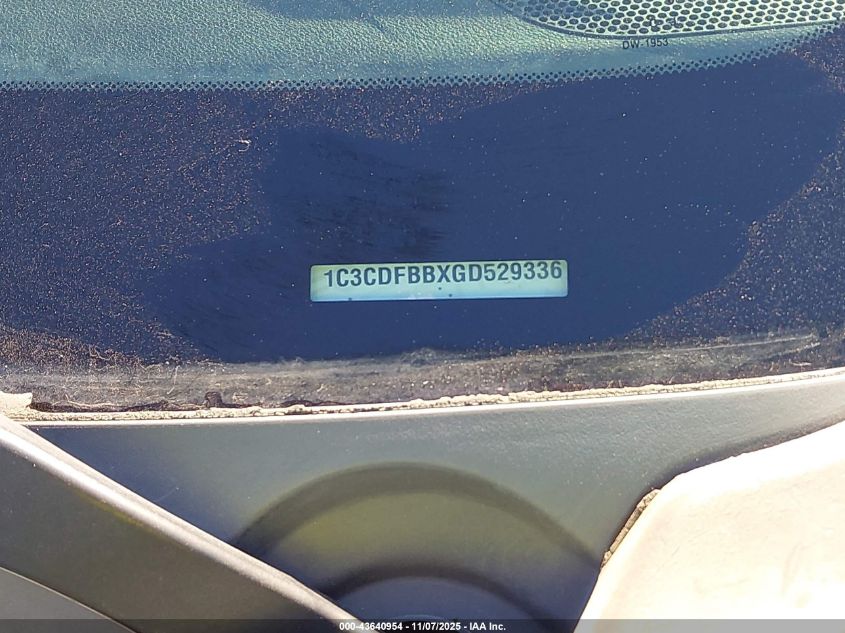 DW-1953
1C3CDFBBXGD529336
000-43640954 - 11/07/2025 - IAA Inc.